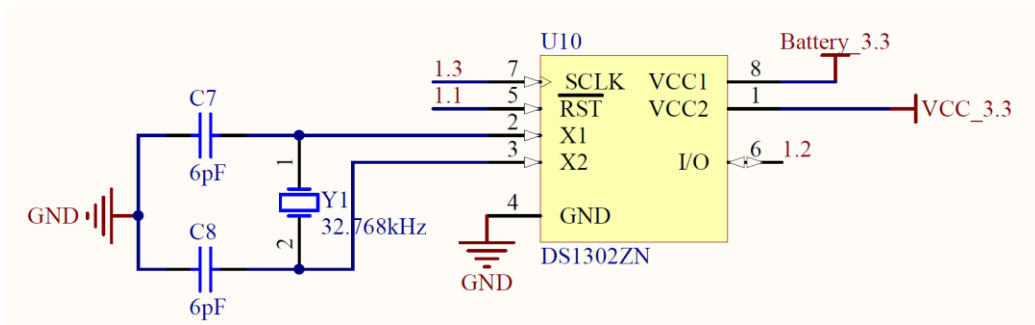 U10
Battery_3.3
1.3 7 SCLK VCC1 8
1.1 5 RST VCC2 1 VCC_3.3
C7
2 X1
3 X2 I/O 6 1.2
6pF
1
Y1
32.768kHz
GND
4 GND
C8
2
DS1302ZN
GND
6pF